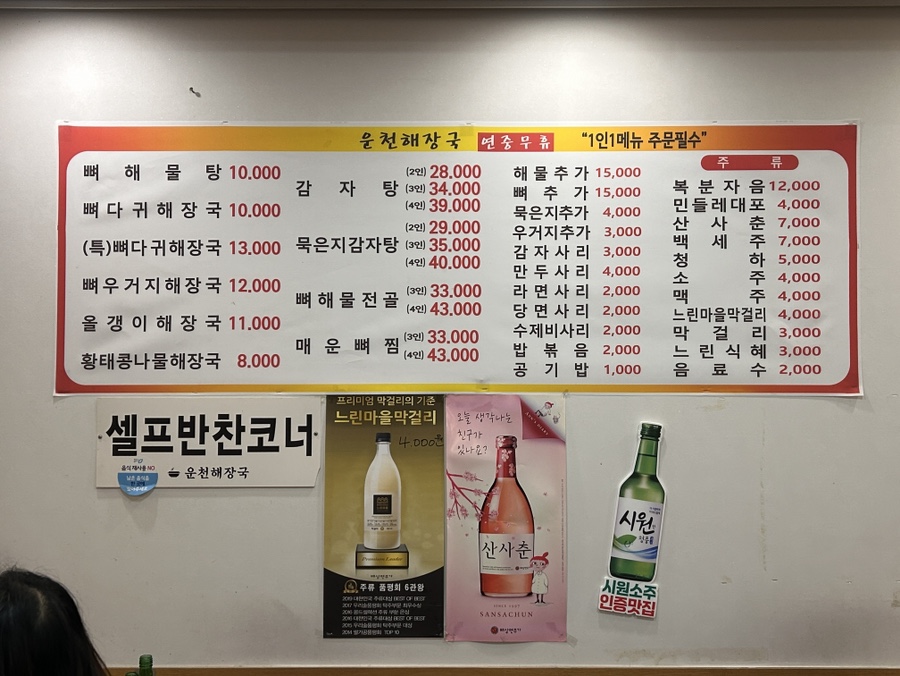 운천해장국 연중무휴 "1인1메뉴 주문필수"
뼈해물탕 10.000
뼈다귀해장국 10.000
(특)뼈다귀해장국 13.000
뼈우거지해장국 12.000
올갱이해장국 11.000
황태콩나물해장국 8.000
감자탕 (2인) 28.000
(3인) 34.000
(4인) 39.000
묵은지감자탕 (2인) 29.000
(3인) 35.000
(4인) 40.000
뼈해물전골 (3인) 33.000
(4인) 43.000
매운뼈찜 (3인) 33.000
(4인) 43.000
해물추가 15,000
뼈추가 15,000
묵은지추가 4,000
우거지추가 3,000
감자사리 3,000
만두사리 4,000
라면사리 2,000
당면사리 2,000
수제비사리 2,000
밥볶음 2,000
공기밥 1,000
주류
복분자음 12,000
민들레대포 4,000
산사춘 7,000
백세주 7,000
청하 5,000
소주 4,000
맥주 4,000
느린마을막걸리 4,000
막걸리 3,000
느린식혜 3,000
음료수 2,000
셀프반찬코너
음식 재사용 NO
운천해장국
프리미엄 막걸리의 기준
느린마을막걸리
4.000원
주류 품평회 6관왕
오늘 생각나는
친구가
있나요?
산사춘
SANSACHUN
시원
시원소주
인증맛집